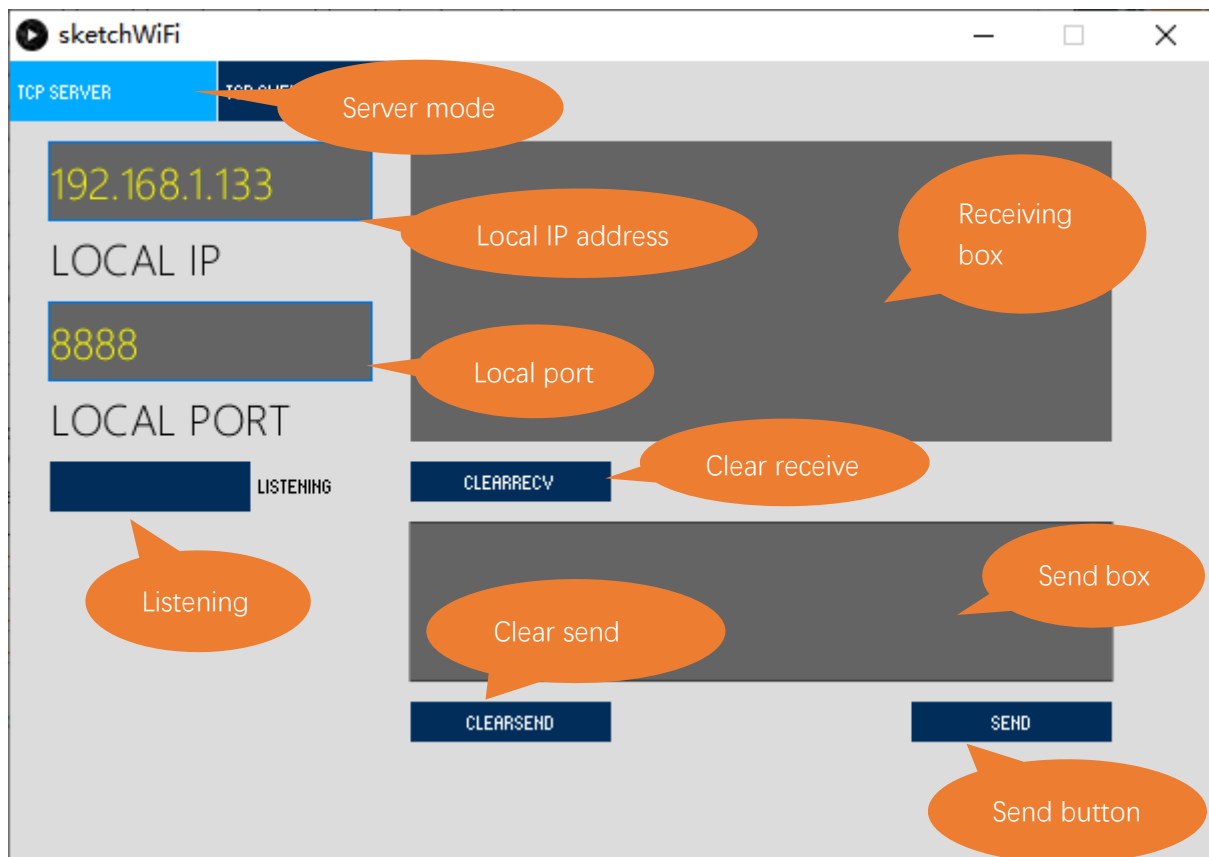 sketchWiFi
TCP SERVER
Server mode
192.168.1.133
Local IP address
LOCAL IP
Receiving
box
8888
Local port
LOCAL PORT
LISTENING
CLEARRECV
Clear receive
Listening
Send box
Clear send
CLEARSEND
SEND
Send button